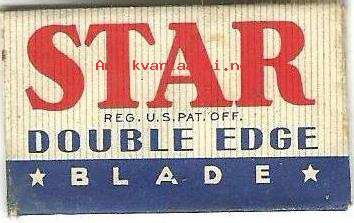 STAR
REG. U.S. PAT. OFF.
DOUBLE EDGE
★ BLADE ★